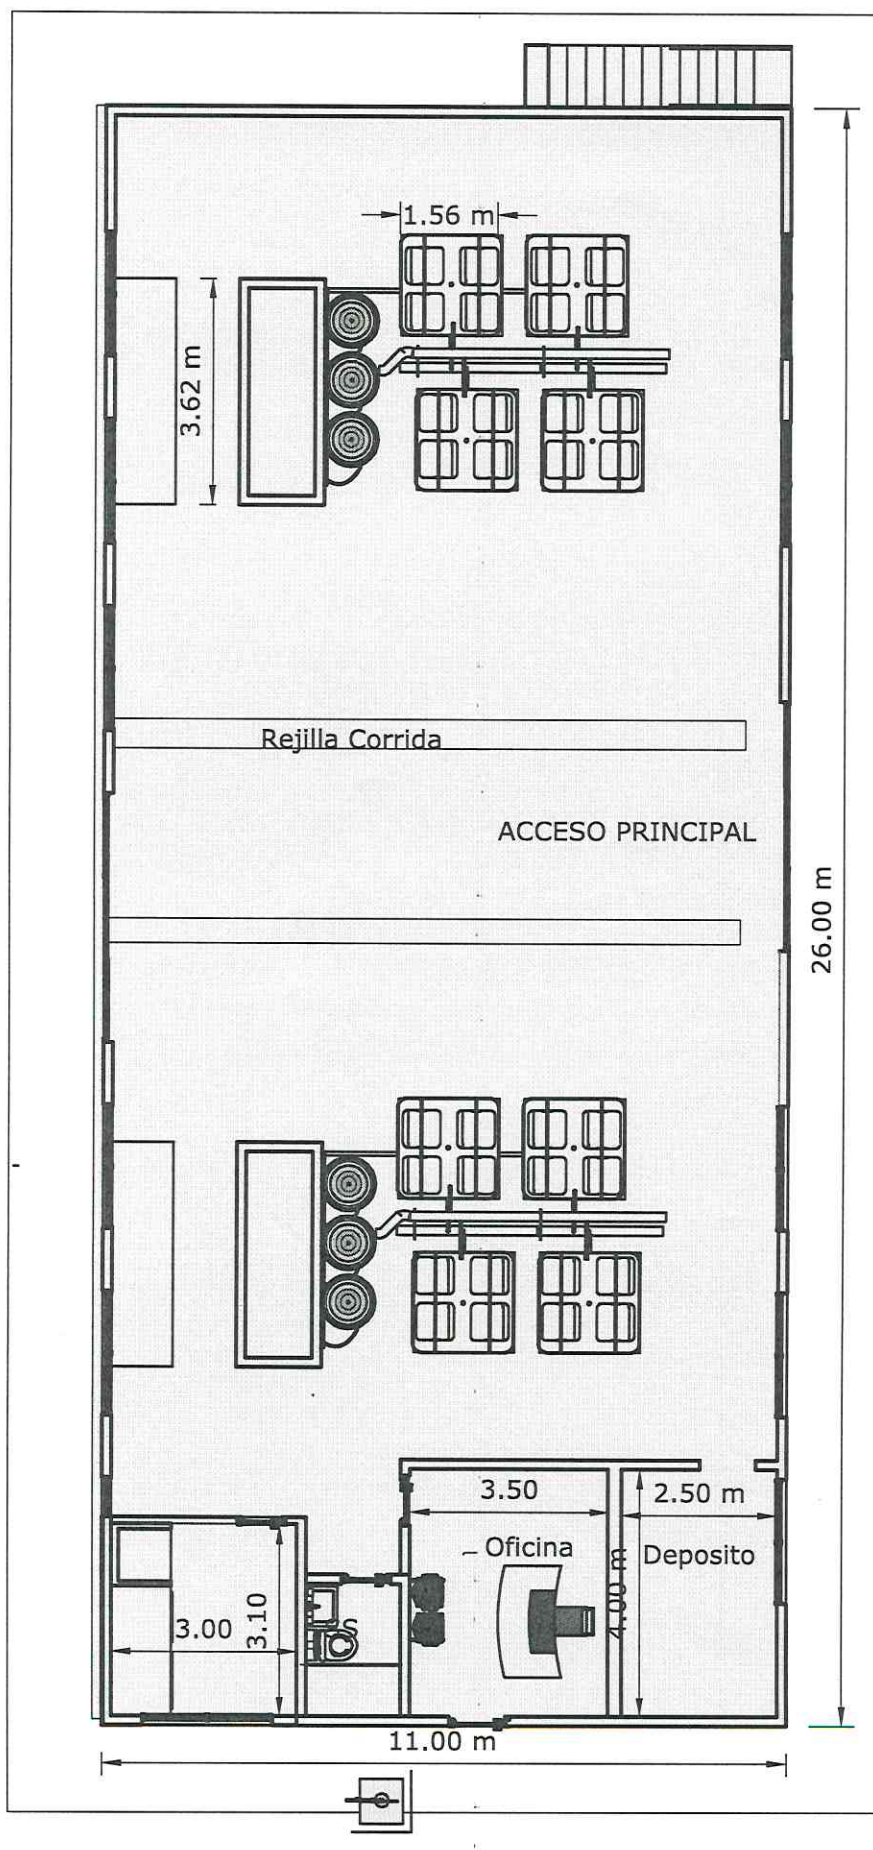 1.56 m
3.62 m
Rejilla Corrida
ACCESO PRINCIPAL
26.00 m
3.50
2.50 m
Oficina
Deposito
4.00 m
3.00
3.10
S
11.00 m